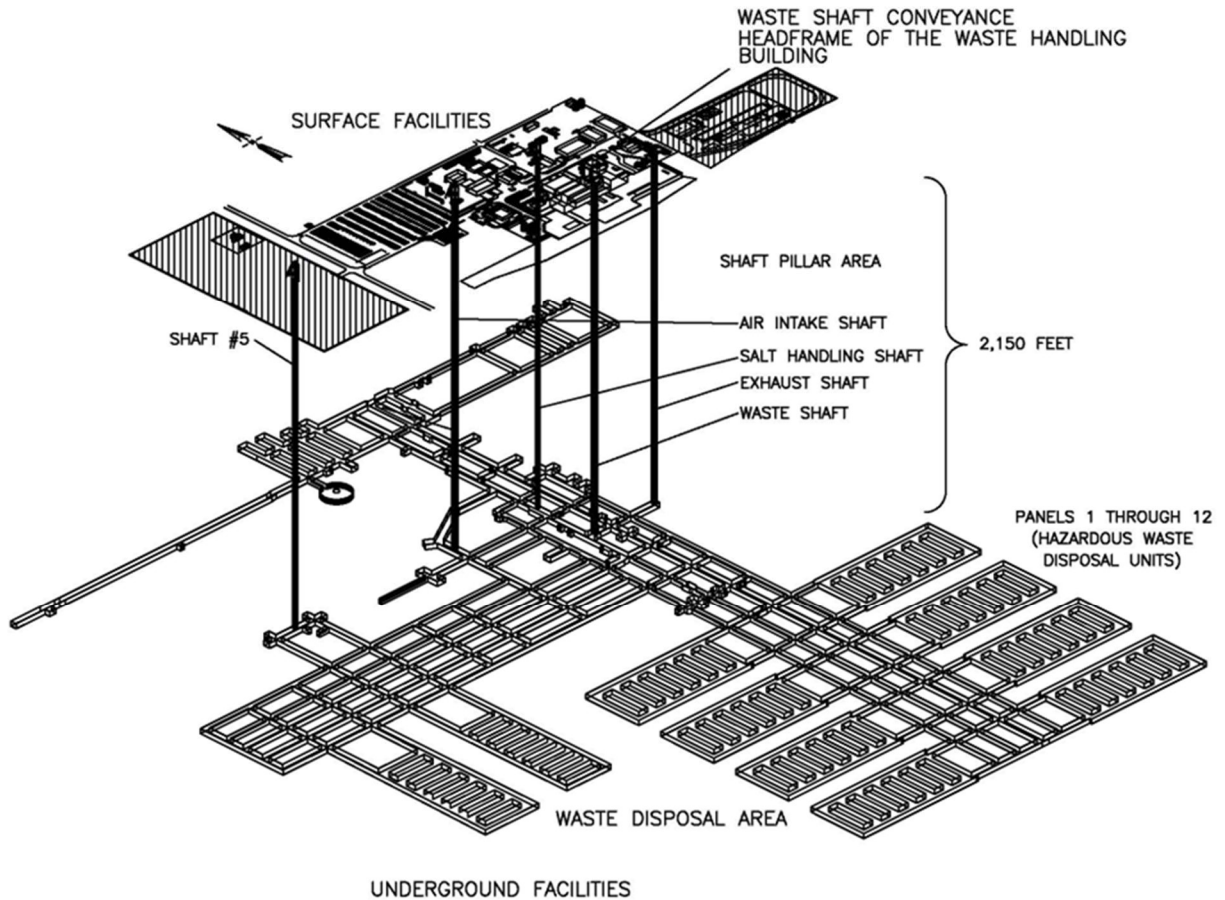 WASTE SHAFT CONVEYANCE
HEADFRAME OF THE WASTE HANDLING
BUILDING
SURFACE FACILITIES
SHAFT PILLAR AREA
SHAFT #5
AIR INTAKE SHAFT
2,150 FEET
SALT HANDLING SHAFT
EXHAUST SHAFT
WASTE SHAFT
PANELS 1 THROUGH 12
(HAZARDOUS WASTE
DISPOSAL UNITS)
WASTE DISPOSAL AREA
UNDERGROUND FACILITIES